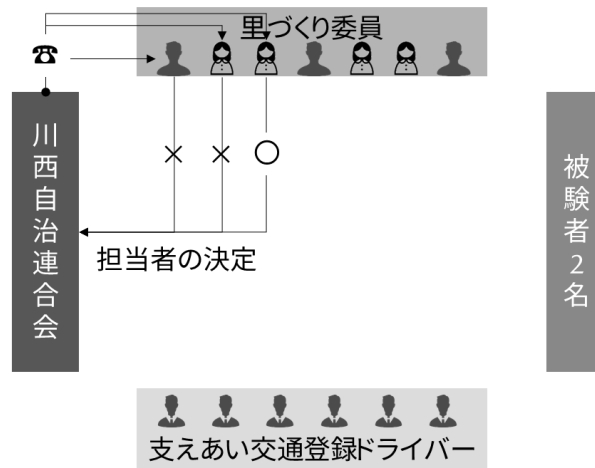 里づくり委員
川西自治連合会
担当者の決定
被験者2名
支えあい交通登録ドライバー